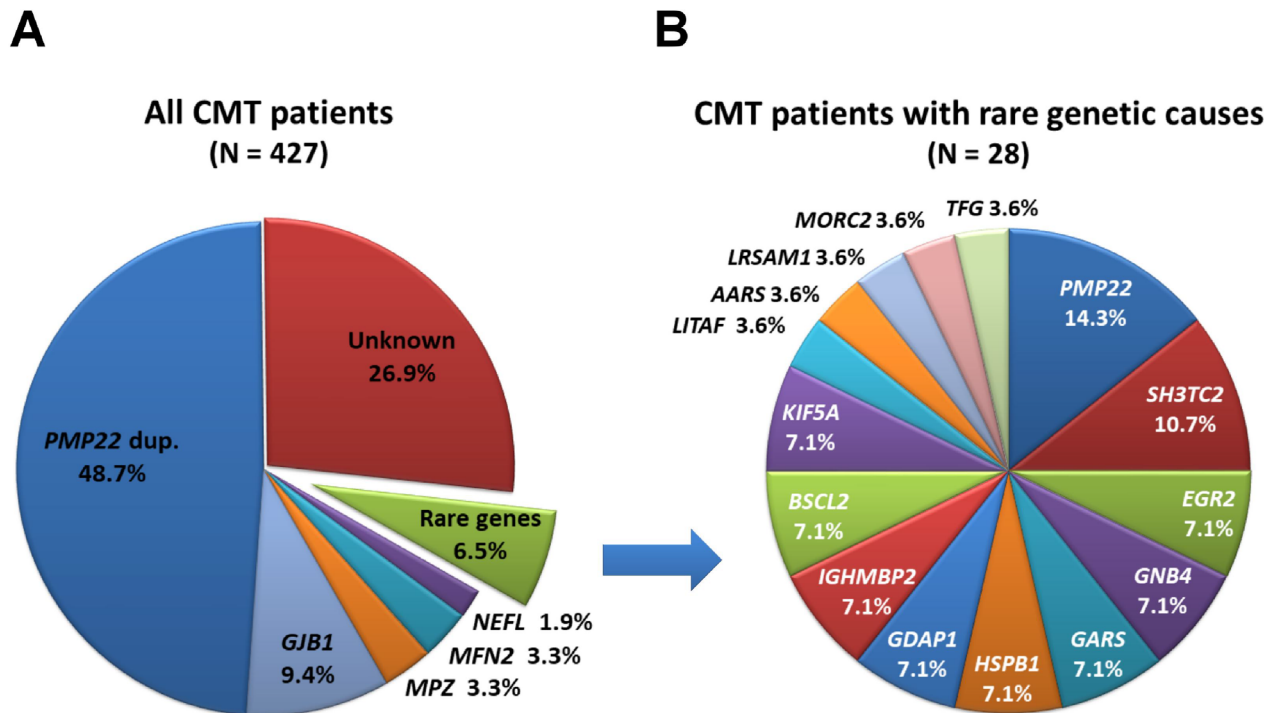 A
All CMT patients
(N = 427)
Unknown
26.9%
PMP22 dup.
48.7%
Rare genes
6.5%
NEFL 1.9%
MFN2 3.3%
MPZ 3.3%
GJB1
9.4%
B
CMT patients with rare genetic causes
(N = 28)
TFG 3.6%
MORC2 3.6%
LRSAM1 3.6%
AARS 3.6%
LITAF 3.6%
PMP22
14.3%
SH3TC2
10.7%
KIF5A
7.1%
BSCL2
7.1%
EGR2
7.1%
IGHMBP2
7.1%
GNB4
7.1%
GDAP1
7.1%
HSPB1
7.1%
GARS
7.1%